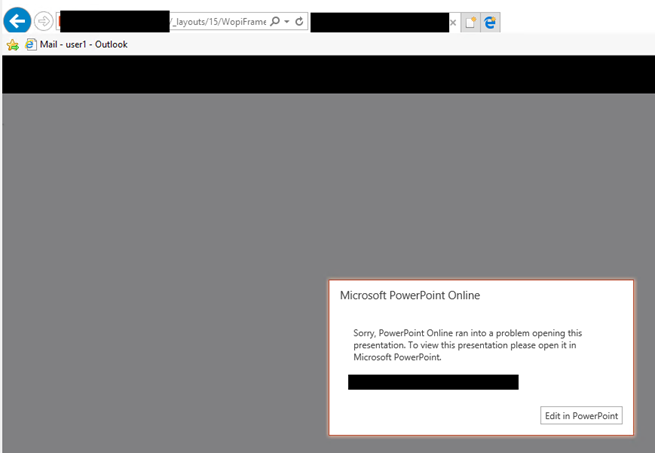 /_layouts/15/WopiFrame
Mail - user1 - Outlook
Microsoft PowerPoint Online
Sorry, PowerPoint Online ran into a problem opening this
presentation. To view this presentation please open it in
Microsoft PowerPoint.
Edit in PowerPoint